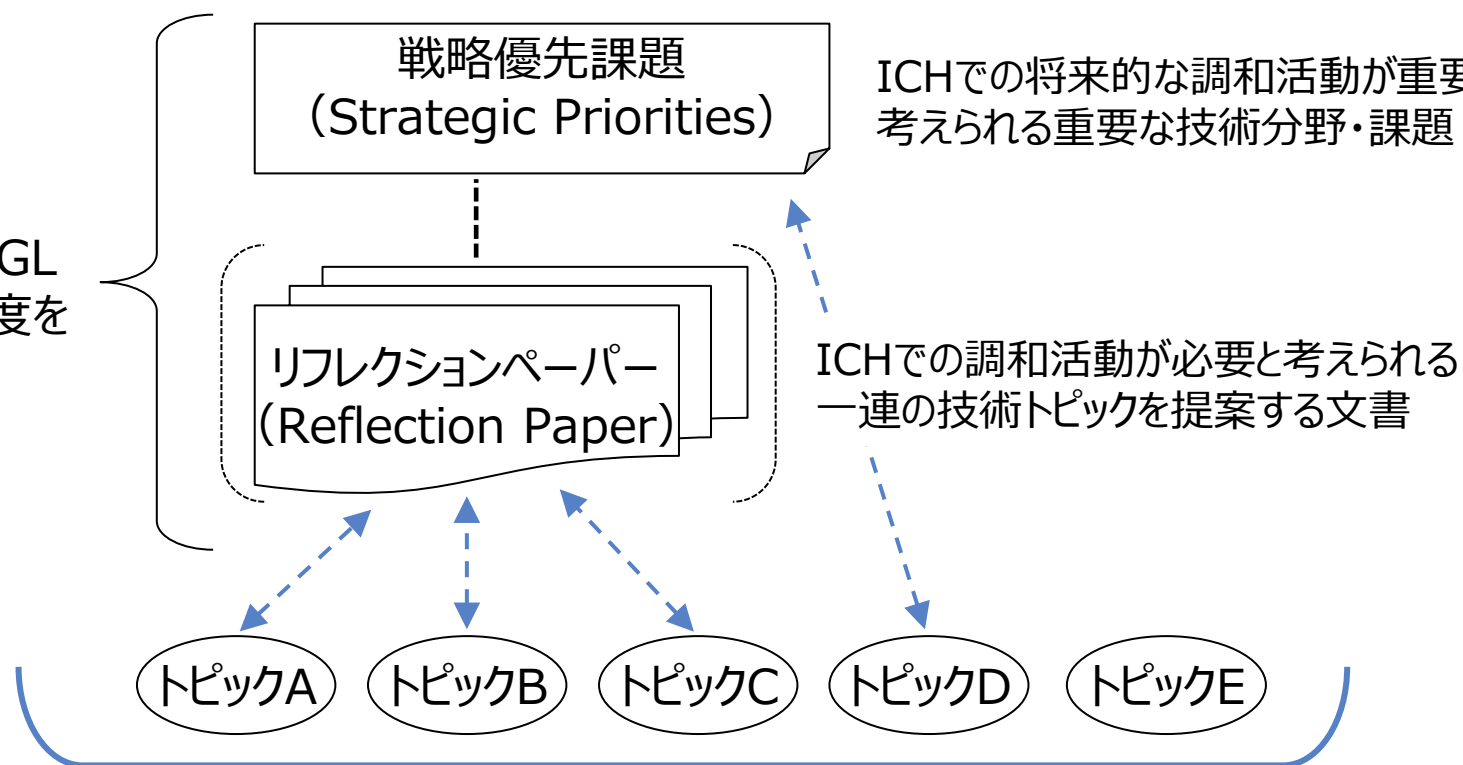 戦略優先課題
（Strategic Priorities）
ICHでの将来的な調和活動が重要
考えられる重要な技術分野・課題
GL
度を
リフレクションペーパー
（Reflection Paper）
ICHでの調和活動が必要と考えられる
一連の技術トピックを提案する文書
トピックA
トピックB
トピックC
トピックD
トピックE